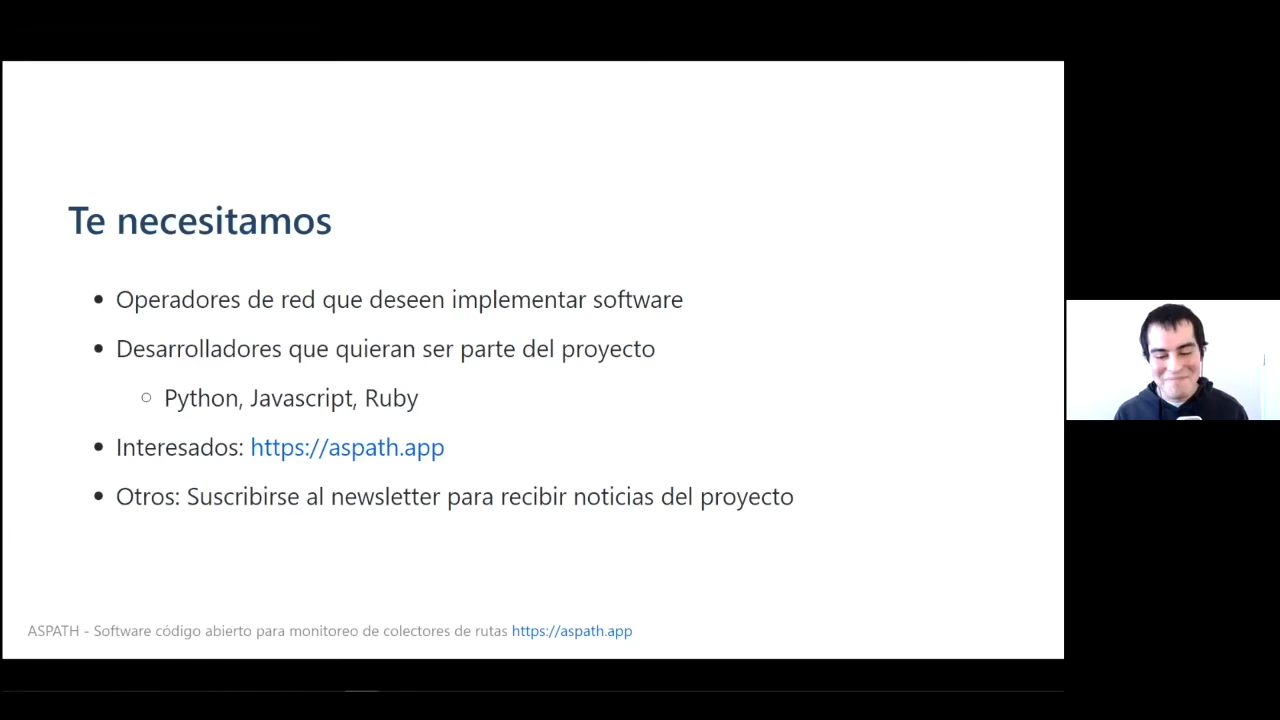 Te necesitamos
Operadores de red que deseen implementar software
Desarrolladores que quieran ser parte del proyecto
Python, Javascript, Ruby
Interesados: https://aspath.app
Otros: Suscribirse al newsletter para recibir noticias del proyecto
ASPATH - Software código abierto para monitoreo de colectores de rutas https://aspath.app